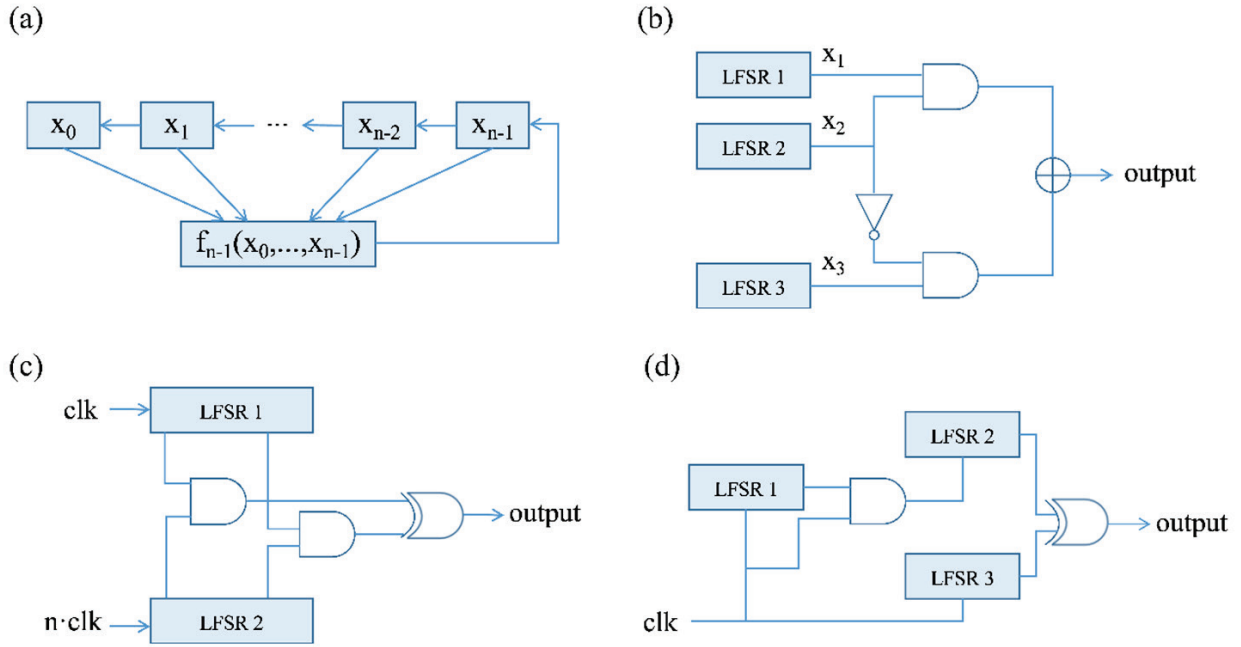 (a)
x₀ x₁ ... xₙ₋₂ xₙ₋₁
fₙ₋₁(x₀,...,xₙ₋₁)
(b)
LFSR 1 x₁
LFSR 2 x₂
output
LFSR 3 x₃
(c)
clk LFSR 1
output
n·clk LFSR 2
(d)
LFSR 2
LFSR 1
output
LFSR 3
clk